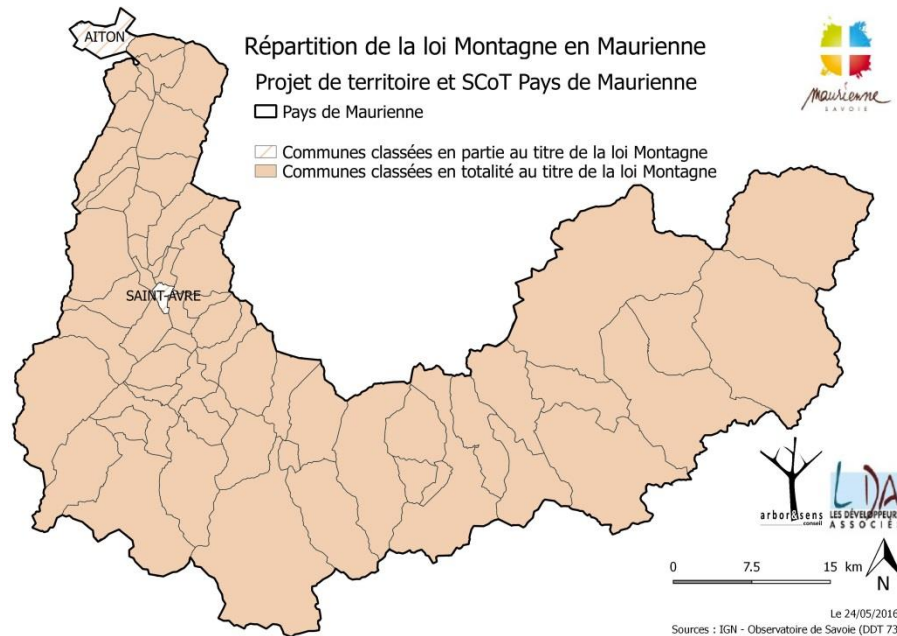 AITON
Répartition de la loi Montagne en Maurienne
Projet de territoire et SCoT Pays de Maurienne
Pays de Maurienne
Communes classées en partie au titre de la loi Montagne
Communes classées en totalité au titre de la loi Montagne
maurienne
SAVOIE
SAINT-AVRE
arbor&sens
conseil
LDA
LES DÉVELOPPEUR
ASSOCIÉ
0 7.5 15 km
N
Le 24/05/2016
Sources : IGN - Observatoire de Savoie (DDT 73